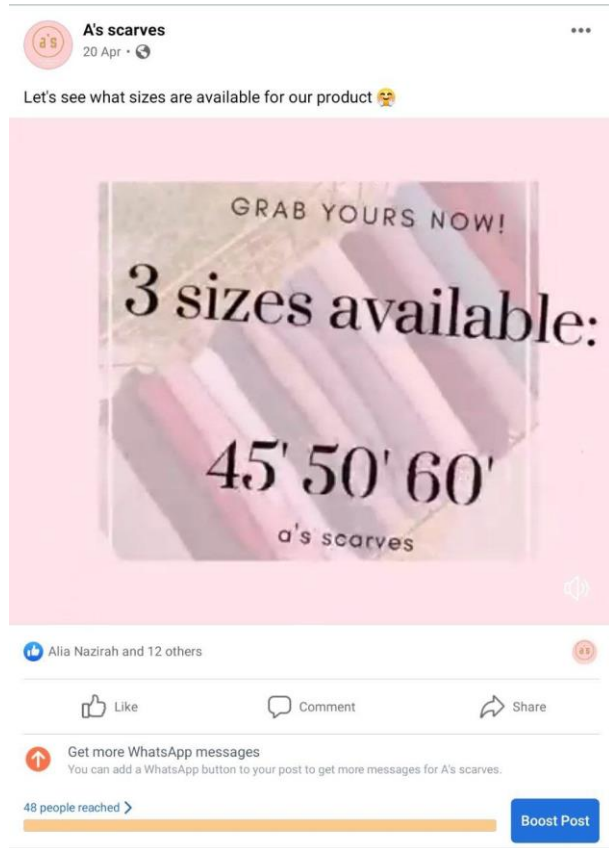 a's
A's scarves
20 Apr
Let's see what sizes are available for our product
GRAB YOURS NOW!
3 sizes available:
45' 50' 60'
a's scarves
Alia Nazirah and 12 others
a's
Like
Comment
Share
Get more WhatsApp messages
You can add a WhatsApp button to your post to get more messages for A's scarves.
48 people reached
Boost Post